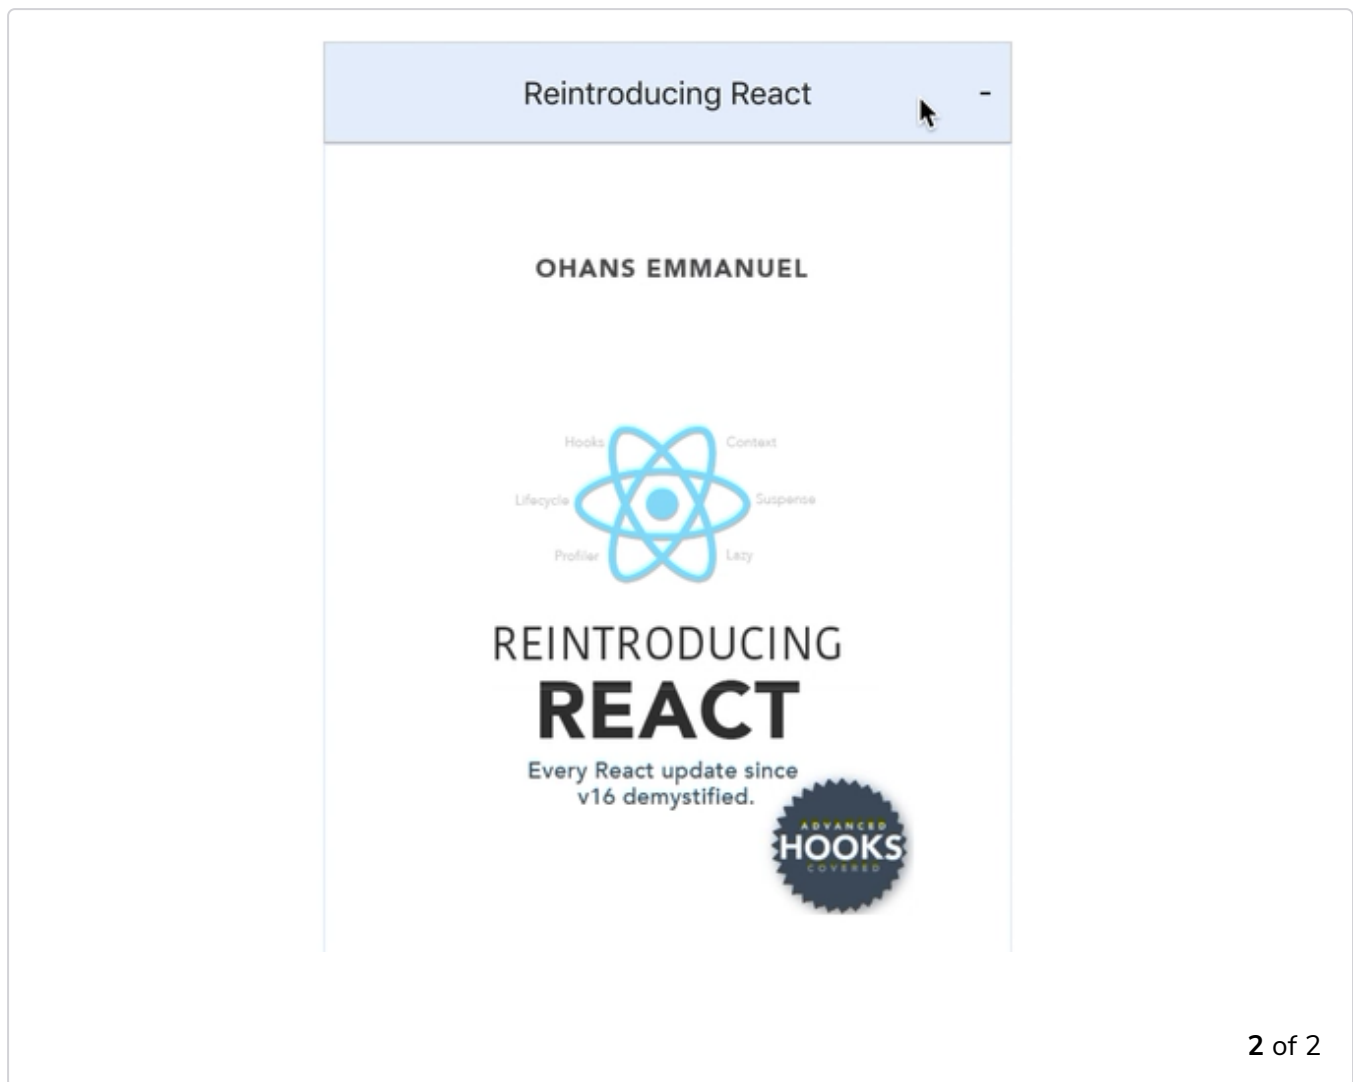 Reintroducing React -
OHANS EMMANUEL
Hooks Context
Lifecycle Suspense
Profiler Lazy
REINTRODUCING
REACT
Every React update since
v16 demystified.
ADVANCED
HOOKS
COVERED
2 of 2